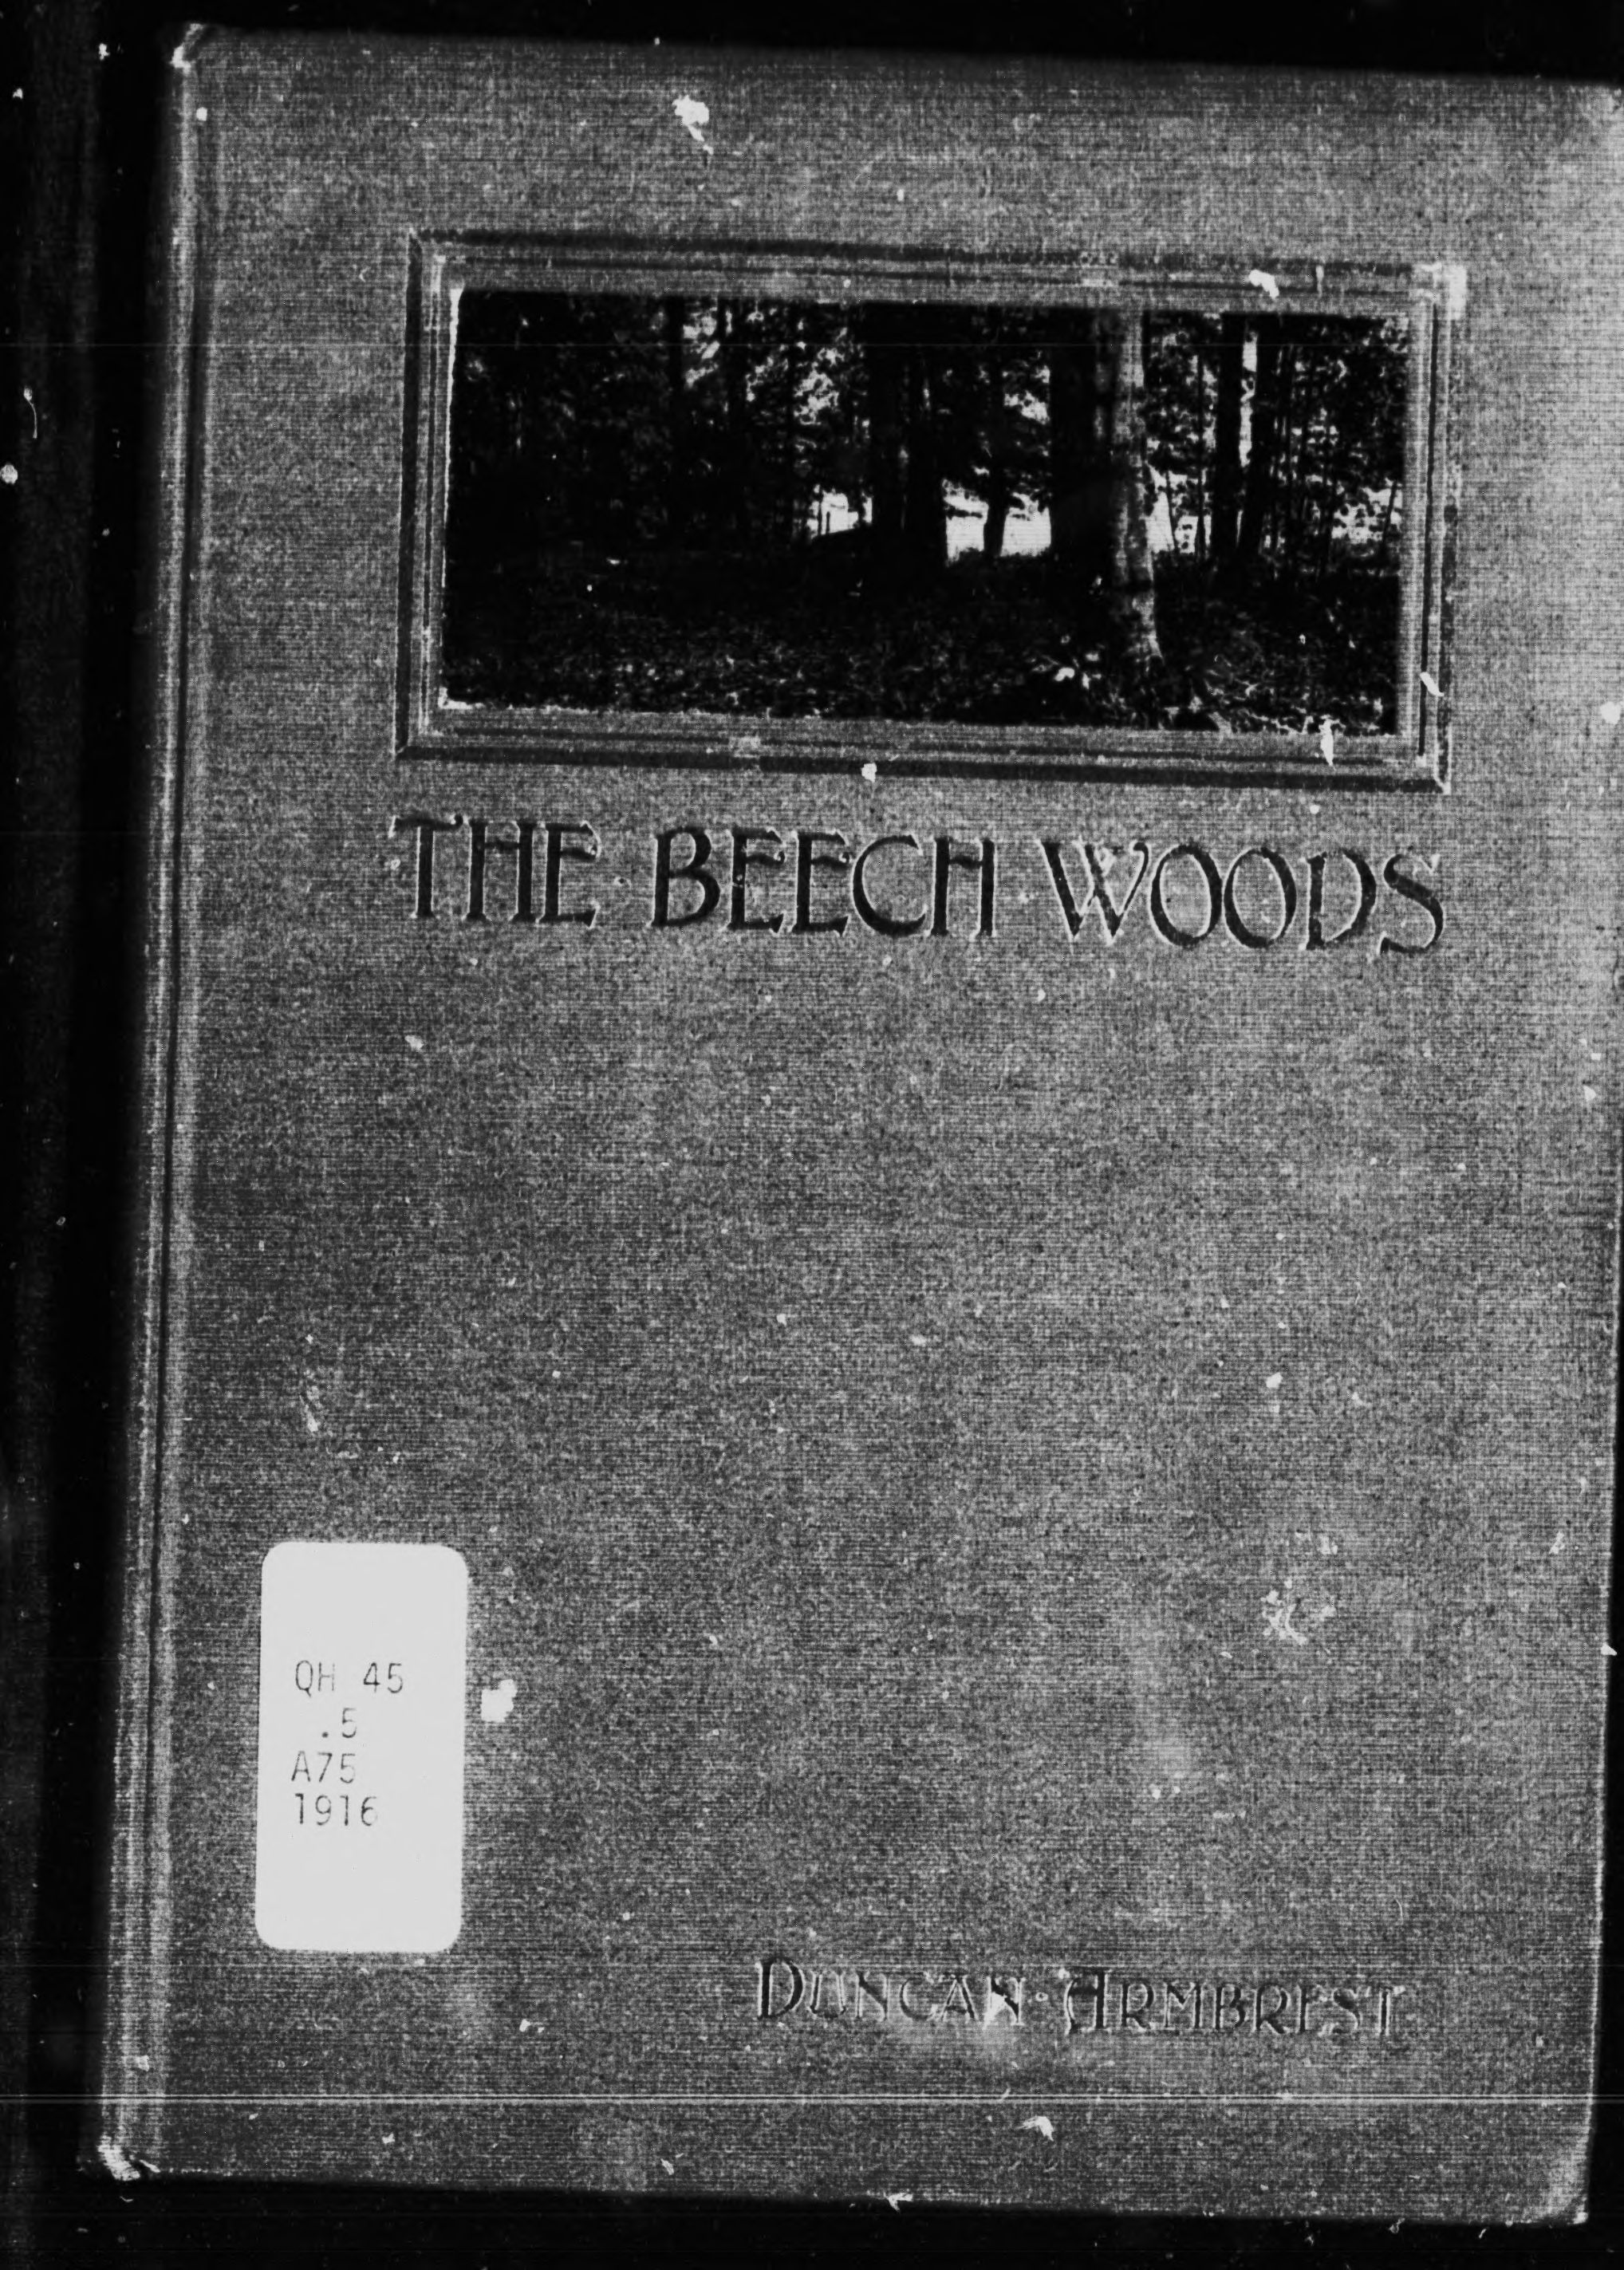 THE · BEECH · WOODS
QH 45
.5
A75
1916
DUNCAN · ARMBREST